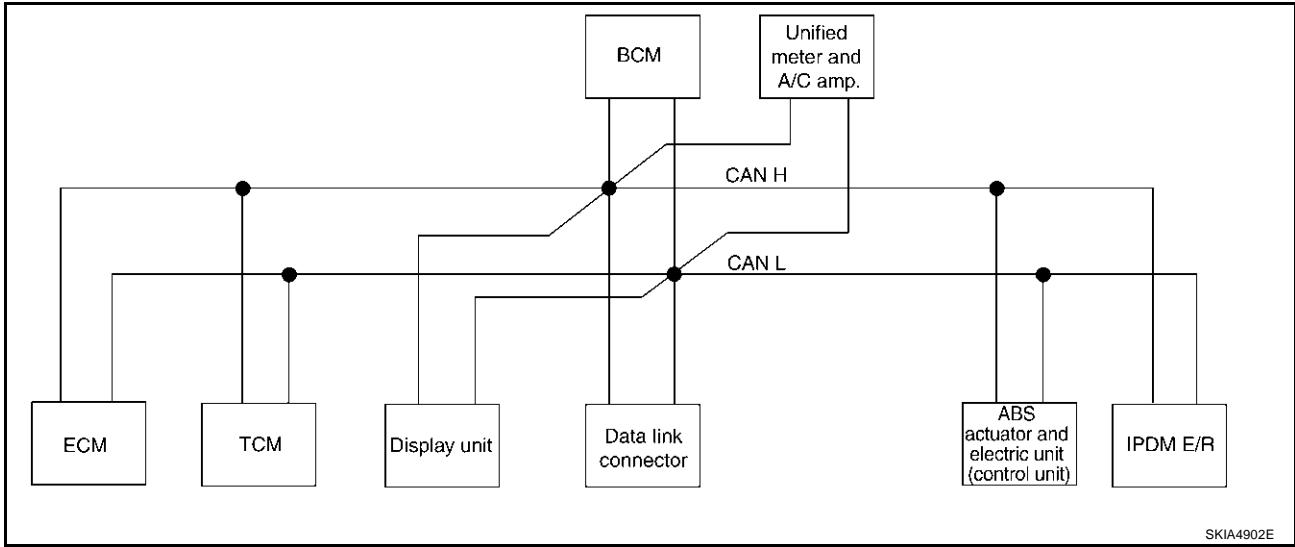 BCM
Unified
meter and
A/C amp.
CAN H
CAN L
ECM
TCM
Display unit
Data link
connector
ABS
actuator and
electric unit
(control unit)
IPDM E/R
SKIA4902E